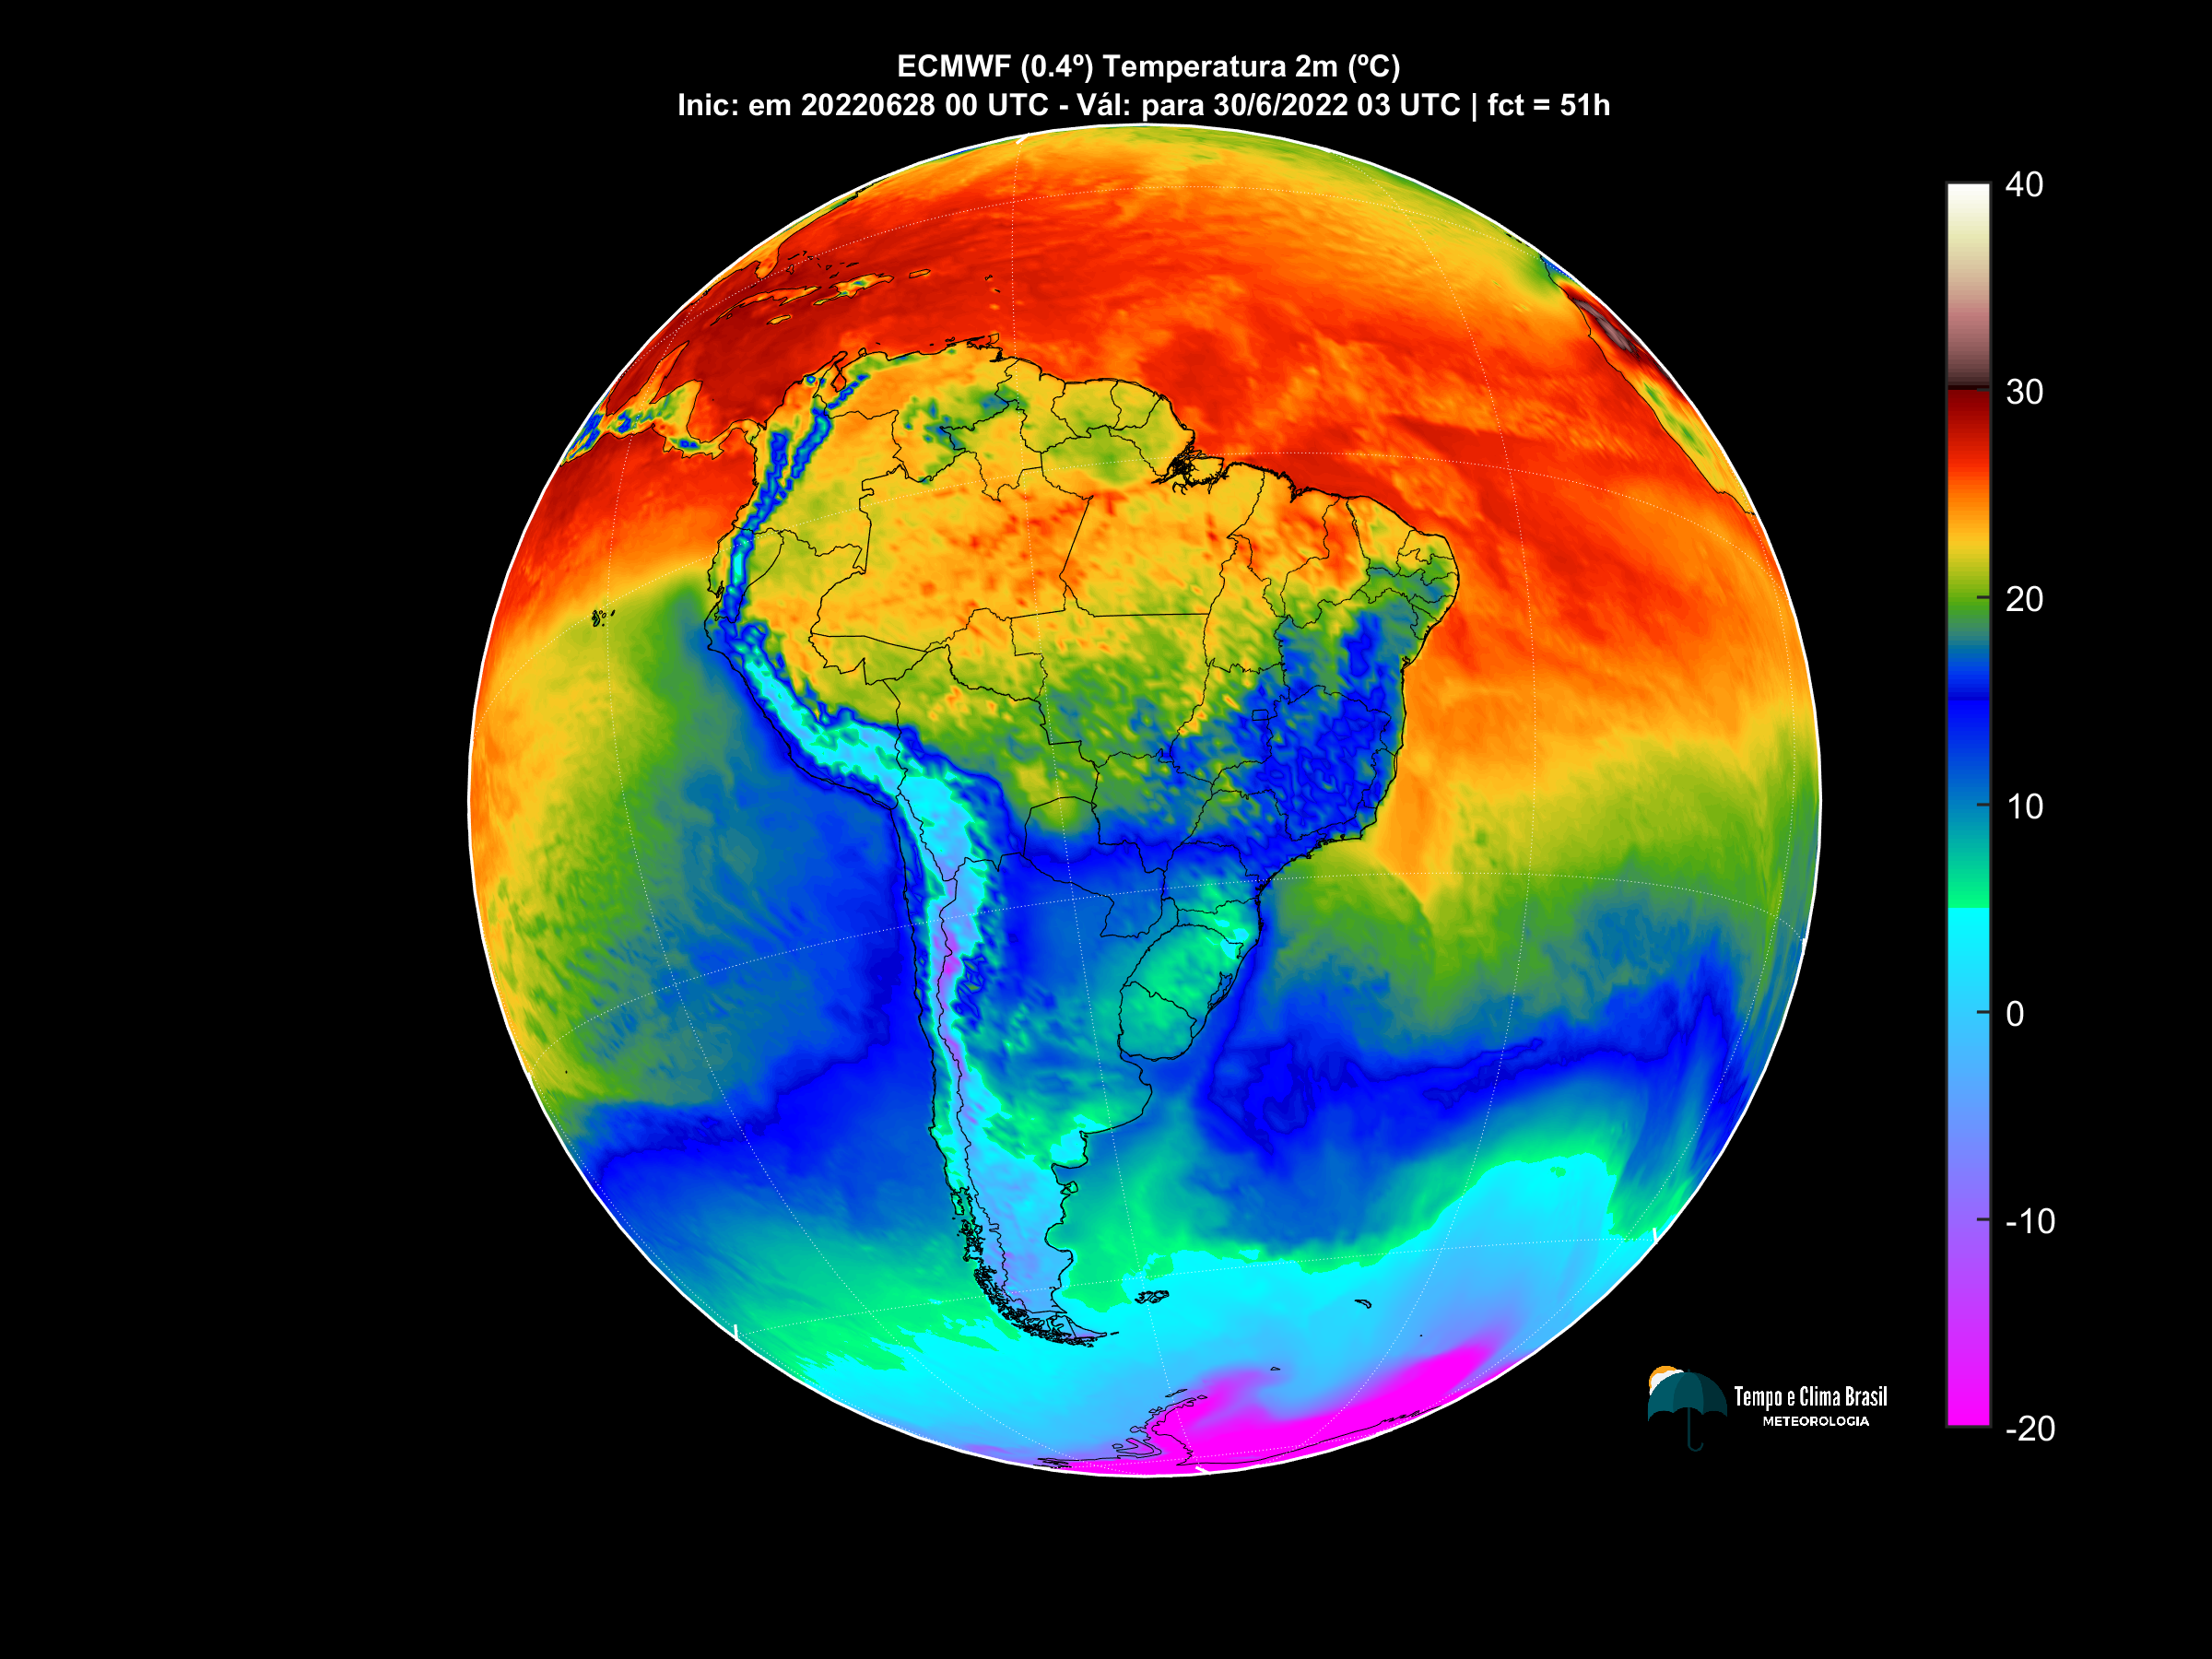 ECMWF (0.4º) Temperatura 2m (ºC)
Inic: em 20220628 00 UTC - Vál: para 30/6/2022 03 UTC | fct = 51h
40
30
20
10
0
-10
-20
Tempo e Clima Brasil
METEOROLOGIA